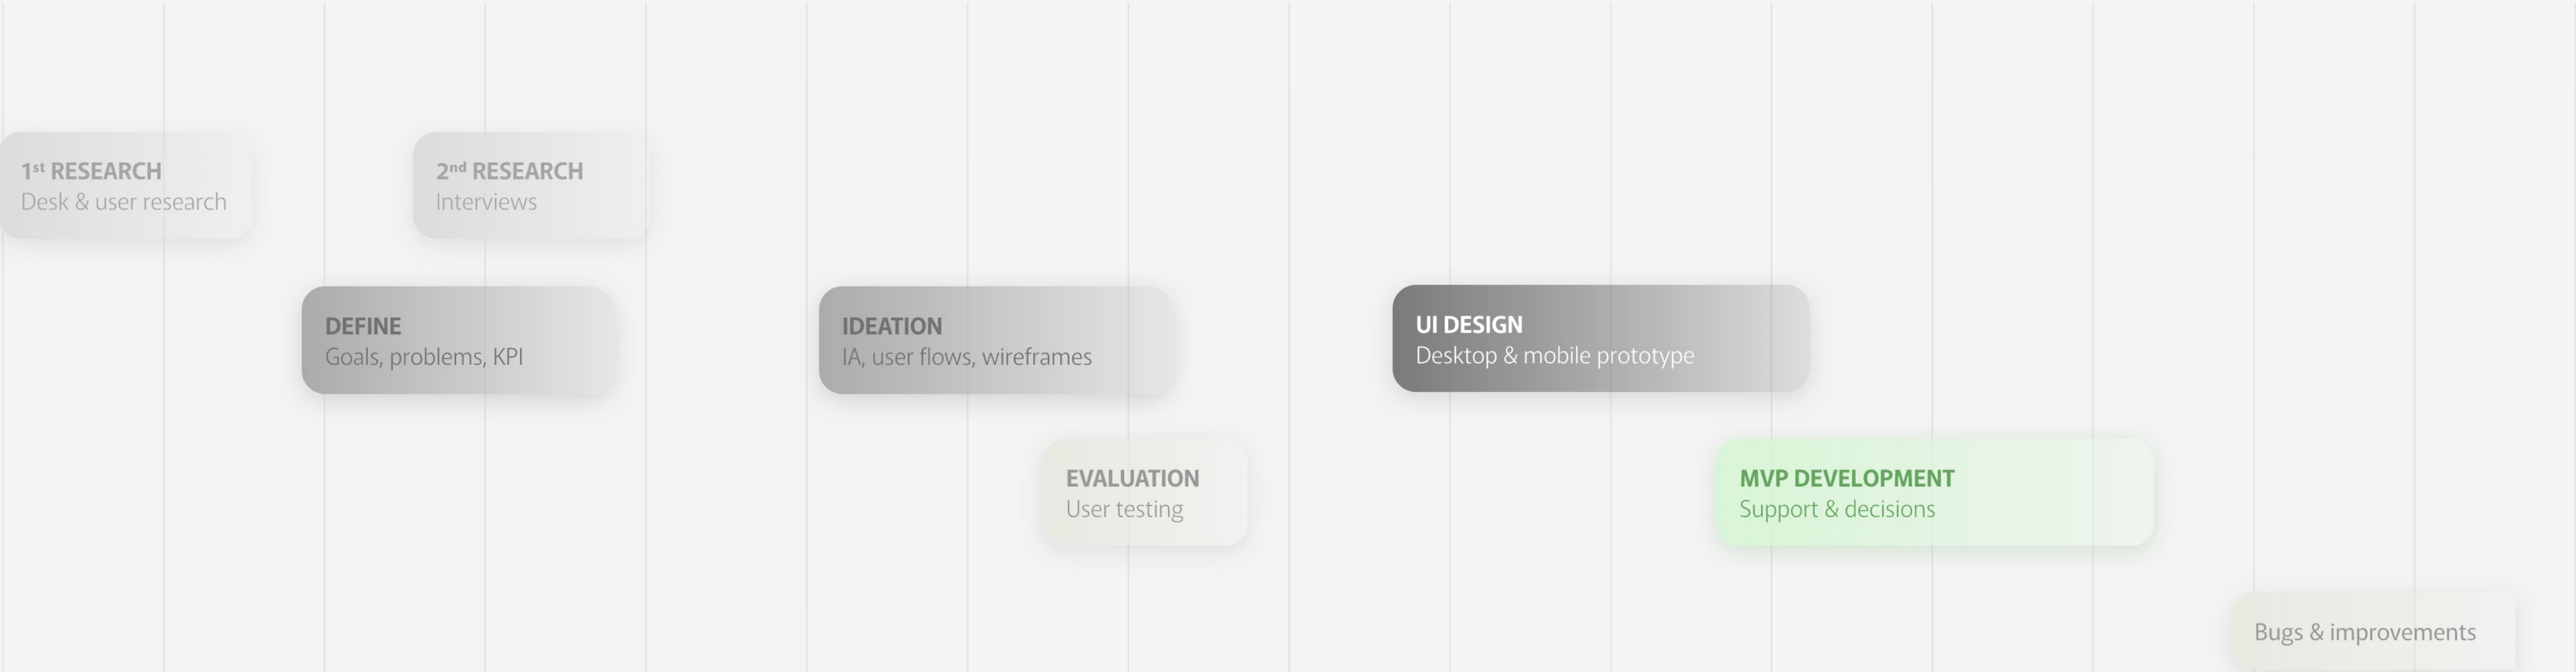 1st RESEARCH
Desk & user research
2nd RESEARCH
Interviews
DEFINE
Goals, problems, KPI
IDEATION
IA, user flows, wireframes
UI DESIGN
Desktop & mobile prototype
EVALUATION
User testing
MVP DEVELOPMENT
Support & decisions
Bugs & improvements